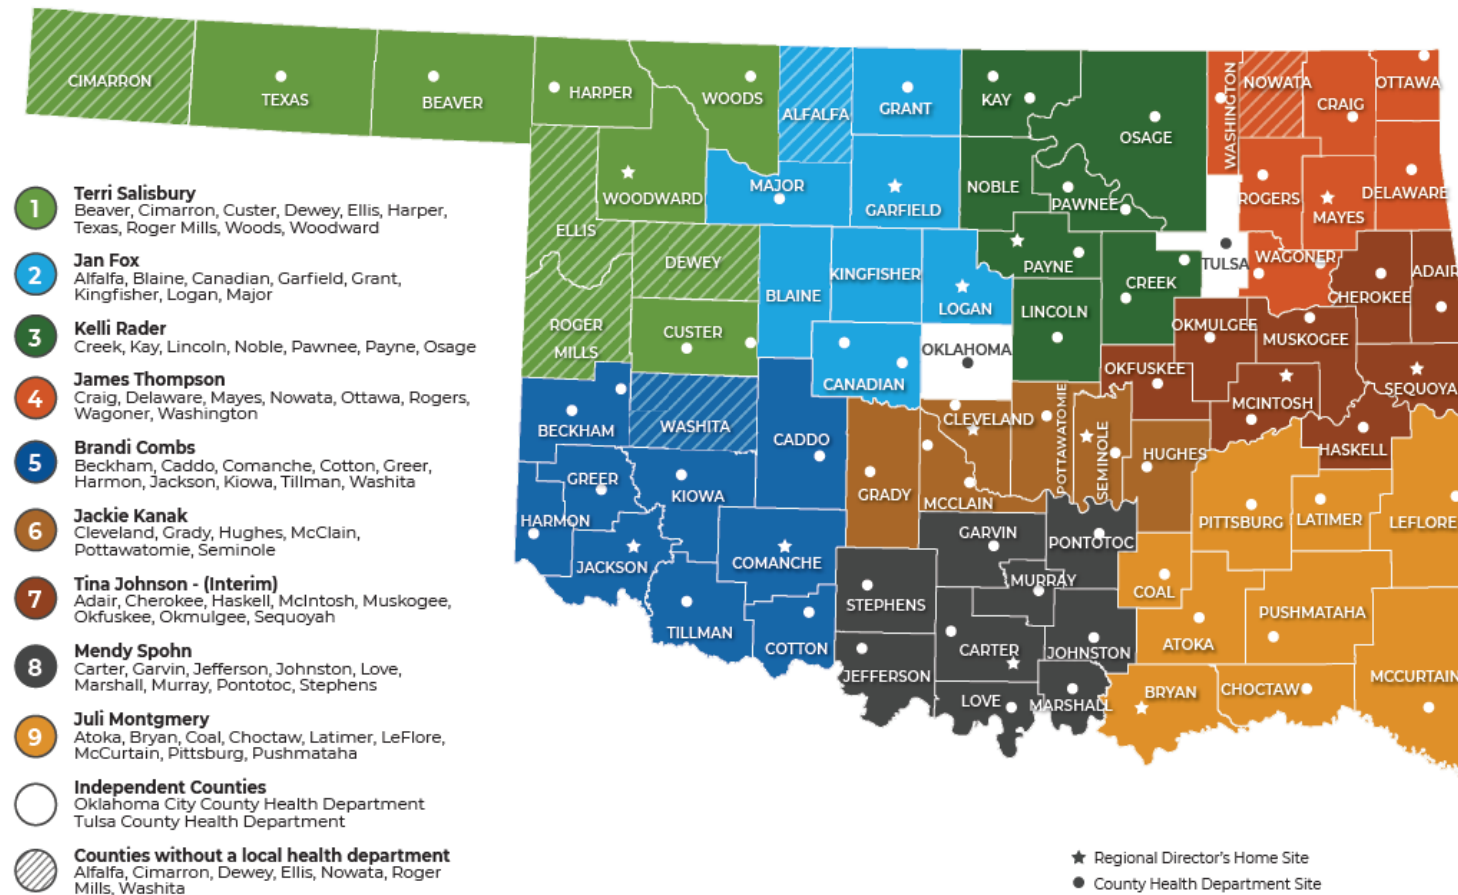 CIMARRON
TEXAS
BEAVER
HARPER
WOODS
ALFALFA
GRANT
KAY
OSAGE
WASHINGTON
NOWATA
CRAIG
OTTAWA
WOODWARD
MAJOR
GARFIELD
NOBLE
PAWNEE
ROGERS
MAYES
DELAWARE
ELLIS
DEWEY
BLAINE
KINGFISHER
LOGAN
PAYNE
CREEK
TULSA
WAGONER
CHEROKEE
ADAIR
ROGER
MILLS
CUSTER
CANADIAN
OKLAHOMA
LINCOLN
OKMULGEE
MUSKOGEE
OKFUSKEE
MCINTOSH
SEQUOYA
HASKELL
BECKHAM
WASHITA
CADDO
GRADY
CLEVELAND
MCCLAIN
POTTAWATOMIE
SEMINOLE
HUGHES
PITTSBURG
LATIMER
LEFLORE
GREER
HARMON
KIOWA
JACKSON
COMANCHE
TILLMAN
COTTON
GARVIN
PONTOTOC
MURRAY
STEPHENS
CARTER
JOHNSTON
JEFFERSON
LOVE
MARSHALL
COAL
ATOKA
PUSHMATAHA
BRYAN
CHOCTAW
MCCURTAIN
1
Terri Salisbury
Beaver, Cimarron, Custer, Dewey, Ellis, Harper,
Texas, Roger Mills, Woods, Woodward
2
Jan Fox
Alfalfa, Blaine, Canadian, Garfield, Grant,
Kingfisher, Logan, Major
3
Kelli Rader
Creek, Kay, Lincoln, Noble, Pawnee, Payne, Osage
4
James Thompson
Craig, Delaware, Mayes, Nowata, Ottawa, Rogers,
Wagoner, Washington
5
Brandi Combs
Beckham, Caddo, Comanche, Cotton, Greer,
Harmon, Jackson, Kiowa, Tillman, Washita
6
Jackie Kanak
Cleveland, Grady, Hughes, McClain,
Pottawatomie, Seminole
7
Tina Johnson - (Interim)
Adair, Cherokee, Haskell, McIntosh, Muskogee,
Okfuskee, Okmulgee, Sequoyah
8
Mendy Spohn
Carter, Garvin, Jefferson, Johnston, Love,
Marshall, Murray, Pontotoc, Stephens
9
Juli Montgmery
Atoka, Bryan, Coal, Choctaw, Latimer, LeFlore,
McCurtain, Pittsburg, Pushmataha
Independent Counties
Oklahoma City County Health Department
Tulsa County Health Department
Counties without a local health department
Alfalfa, Cimarron, Dewey, Ellis, Nowata, Roger
Mills, Washita
Regional Director's Home Site
County Health Department Site